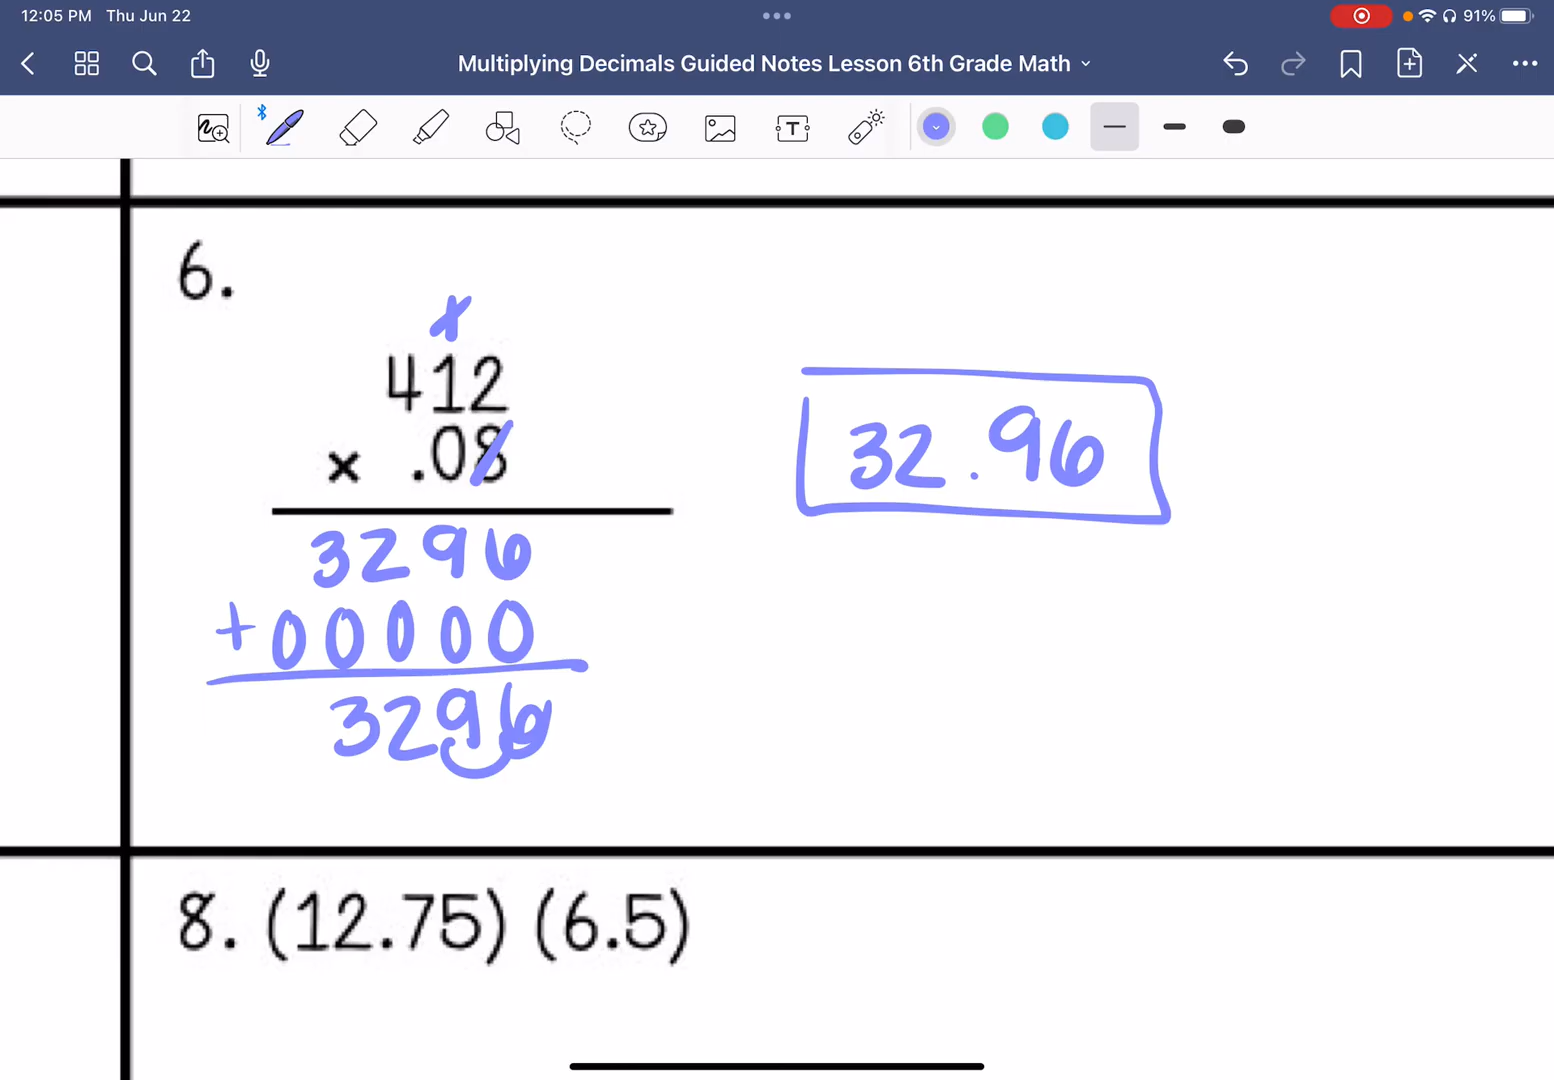 12:05 PM Thu Jun 22
91%
Multiplying Decimals Guided Notes Lesson 6th Grade Math
T
6.
x
412
x .08
3296
+00000
3296
32.96
8. (12.75) (6.5)